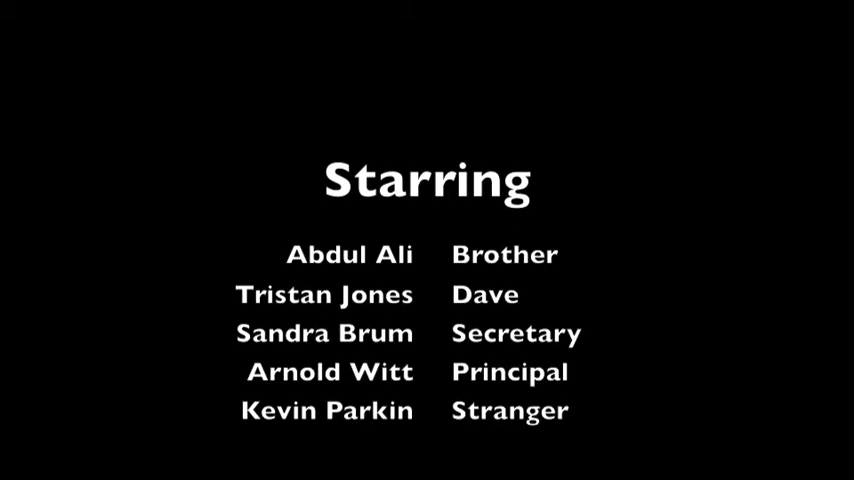 Starring
Abdul Ali Brother
Tristan Jones Dave
Sandra Brum Secretary
Arnold Witt Principal
Kevin Parkin Stranger